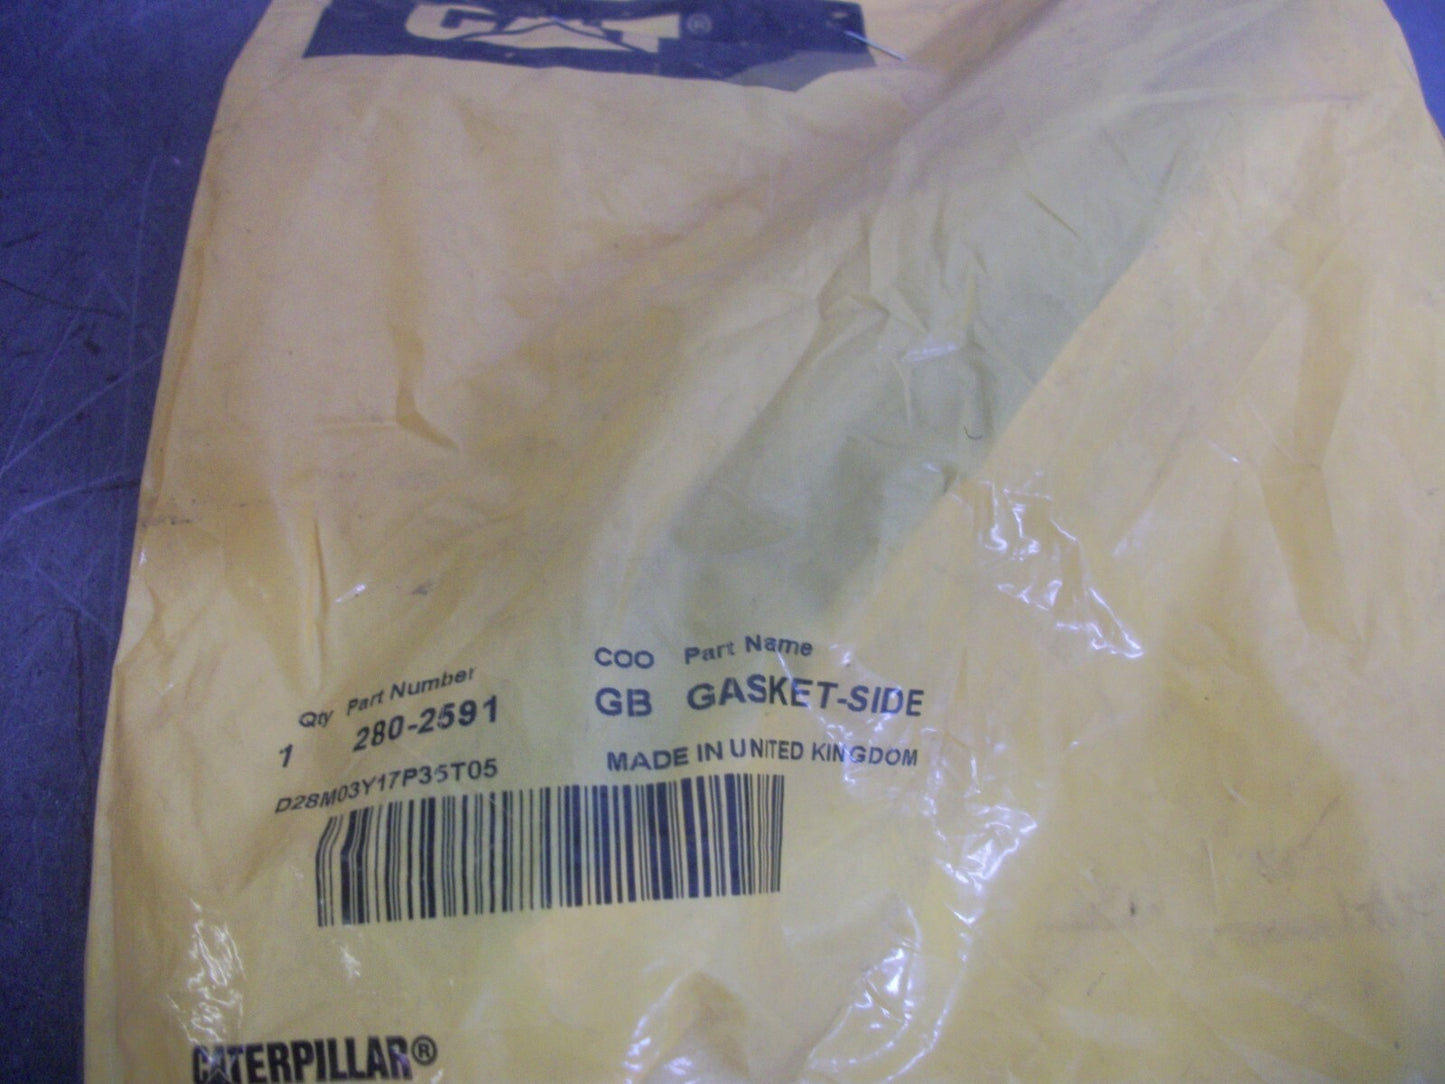 CAT®
Qty Part Number COO Part Name
1 280-2591 GB GASKET-SIDE
D28M03Y17P35T05 MADE IN UNITED KINGDOM
CATERPILLAR®